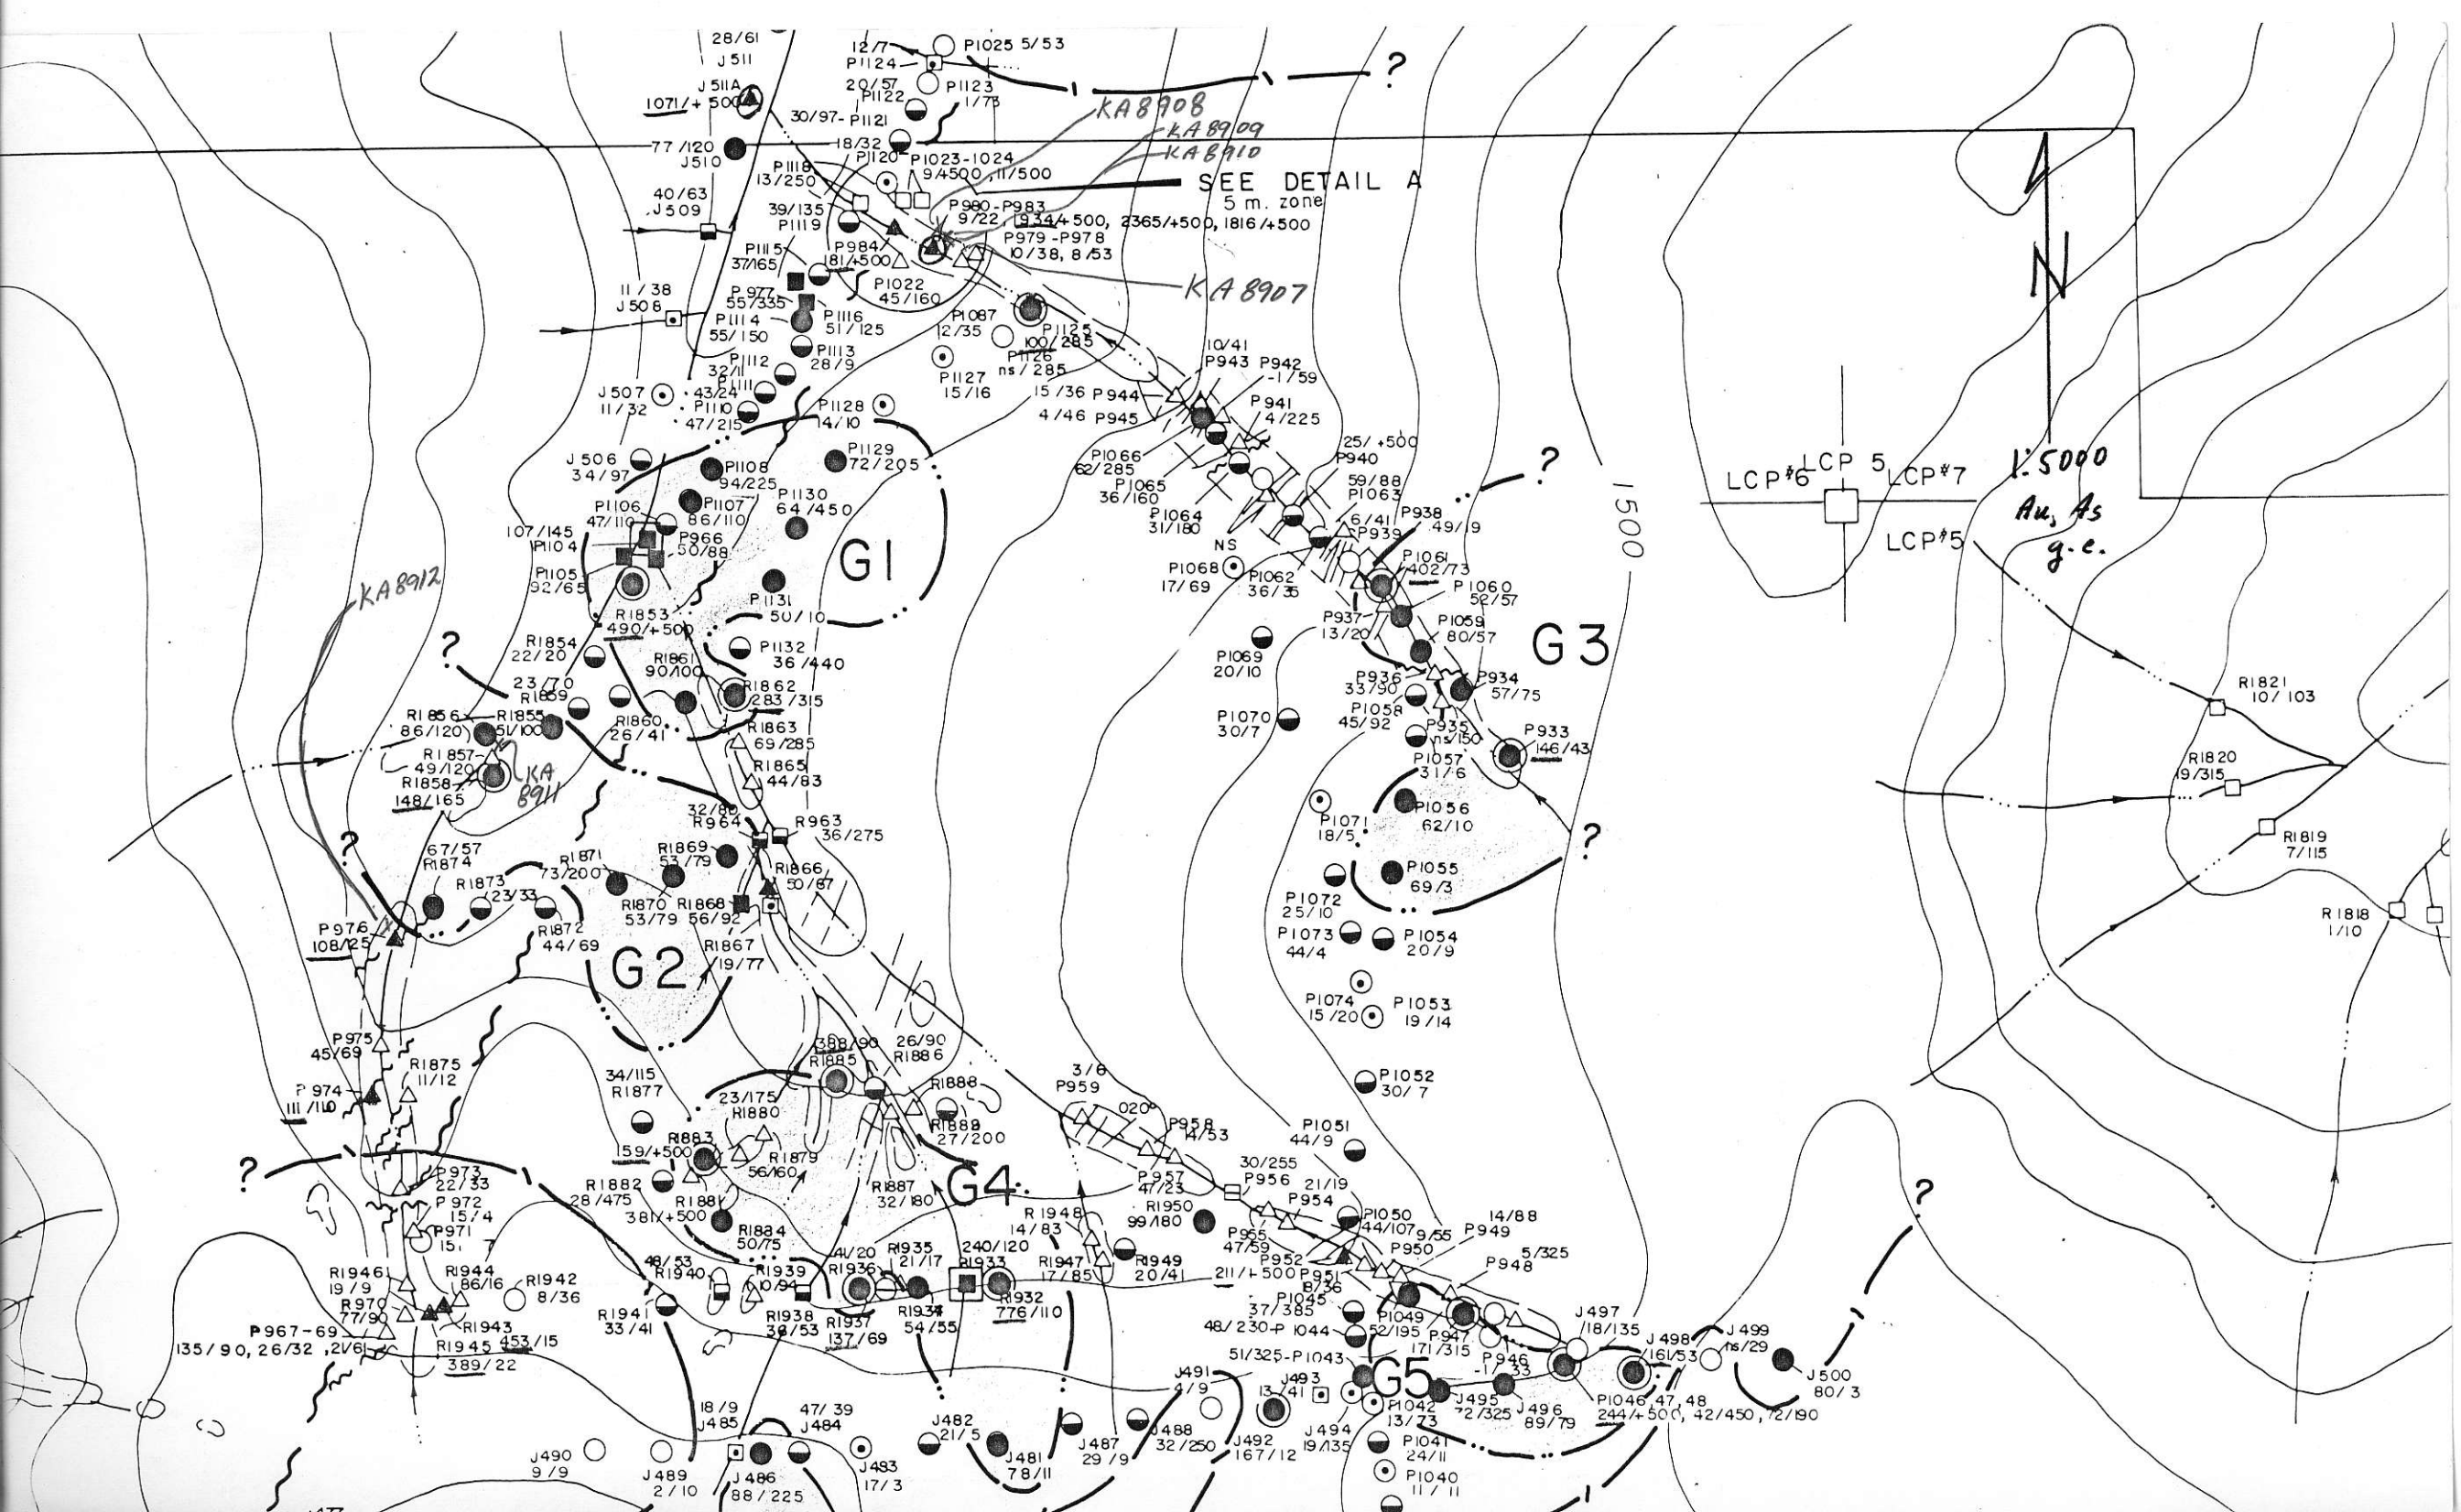 28/61
J511
J511A
1071/+500
12/7
P1124
P1025 5/53
20/57
P1122
P1123
1/73
30/97-P1121
KA8908
KA8909
KA8910
?
77/120
J510
18/32
P1120
P1023-1024
9/+500, 11/500
P1118
13/250
SEE DETAIL A
5 m. zone
40/63
J509
39/135
P1119
P980-P983
9/22, 1934/+500, 2365/+500, 1816/+500
P979-P978
10/38, 8/53
P984
181/+500
P1115
37/165
P1022
45/160
KA8907
N
11/38
J508
P977
55/335
P1114
55/150
P1116
51/125
P1087
12/35
P1125
100/285
P1126
ns/285
P1113
28/9
P1112
32/11
P1127
15/16
10/41
P943
P942
-1/59
15/36 P944
4/46 P945
P941
4/225
J507
11/32
P1111
43/24
P1110
47/215
P1128
14/10
25/+500
P940
J506
34/97
P1108
94/225
P1129
72/205
P1066
62/285
P1065
36/160
P1064
31/180
59/88
P1063
?
1500
LCP 5
LCP#6
LCP#7
LCP#5
1:5000
Au, As
g.c.
P1107
86/110
P1130
64/450
P1106
47/110
107/145
P1104
P966
50/88
G1
6/41
P939
P938
49/19
NS
P1068
17/69
P1062
P1061
402/73
P1105
92/65
P1131
50/10
P1060
52/57
KA8912
R1853
490/+500
P937
13/20
P1059
80/57
G3
R1854
22/20
P1132
36/440
R1861
90/100
P1069
20/10
?
23/70
R1859
R1862
283/315
P936
33/90
P934
57/75
P1058
45/92
R1856
86/120
R1855
51/100
R1860
26/41
P1070
30/7
P935
ns/150
P933
146/43
P1057
31/6
R1863
69/285
R1857
49/120
R1858
148/165
KA
8911
R1865
44/83
R1821
10/103
R1820
19/315
P1071
18/5
P1056
62/10
32/80
R964
R963
36/275
?
?
R1819
7/115
67/57
R1874
R1873
23/33
R1871
73/200
R1869
53/79
R1866
50/67
P1055
69/3
R1870
53/79
R1868
56/92
P1072
25/10
R1818
1/10
P976
108/25
R1872
44/69
R1867
19/77
G2
P1073
44/4
P1054
20/9
P1074
15/20
P1053
19/14
P975
45/69
R1875
11/12
388/90
R1885
26/90
R1886
P974
111/110
34/115
R1877
23/175
R1880
R1888
3/6
P959
020°
P1052
30/7
R1889
27/200
R1883
159/+500
R1879
56/160
P958
14/53
P1051
44/9
?
P973
22/33
R1882
28/475
R1881
381/+500
R1887
32/180
G4
P957
47/23
30/255
P956
21/19
P954
?
P972
15/4
P971
R1884
50/75
R1948
14/83
R1950
99/180
P955
47/59
P1050
44/107
9/55
P950
14/88
P949
5/325
P948
R1946
19/9
R1944
86/16
R1942
8/36
48/53
R1940
R1939
10/94
41/20
R1936
R1935
21/17
240/120
R1933
R1947
17/85
R1949
20/41
P952
211/+500
P951
8/36
R970
77/90
R1943
453/15
R1941
33/41
R1938
36/53
R1937
137/69
R1934
54/55
R1932
776/110
P1045
37/385
P1049
52/195
P967-69
135/90, 26/32, 21/61
R1945
389/22
48/230-P1044
P947
171/315
J497
/18/135
J498
/161/53
J499
ns/29
51/325-P1043
P946
-1/33
G5
J491
4/9
J493
13/41
J495
72/325
J496
89/79
P1046,47,48
244/+500, 42/450, 72/190
J500
80/3
P1042
13/73
18/9
J485
47/39
J484
J482
21/5
J488
32/250
J492
167/12
J494
19/135
P1041
24/11
J490
9/9
J489
2/10
J486
88/225
J483
17/3
J481
78/11
J487
29/9
P1040
11/11